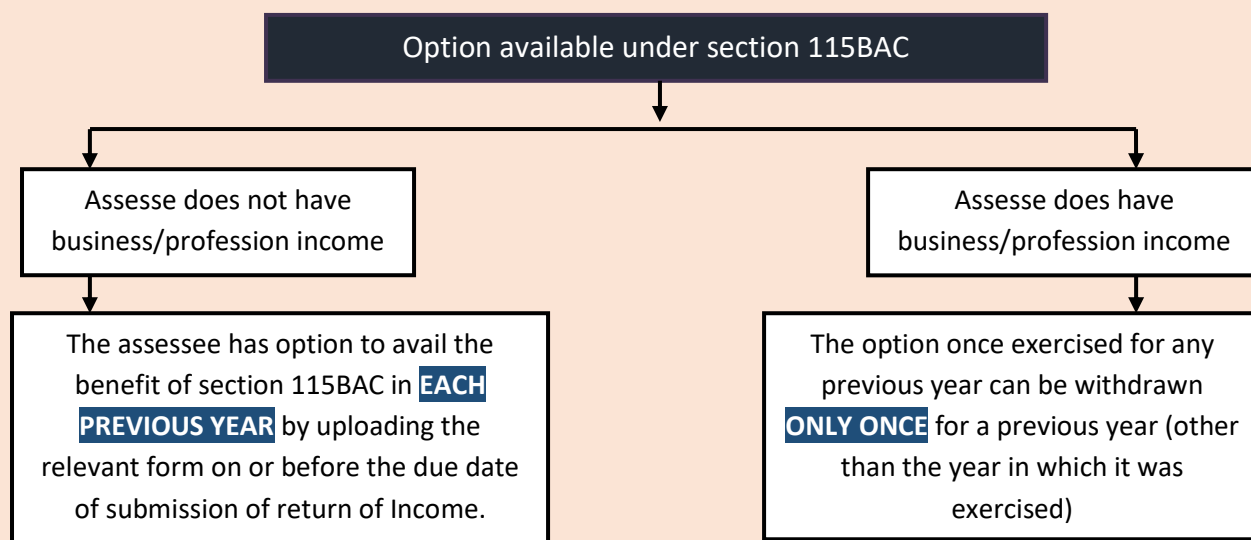 Option available under section 115BAC
Assesse does not have
business/profession income
Assesse does have
business/profession income
The assessee has option to avail the
benefit of section 115BAC in EACH
PREVIOUS YEAR by uploading the
relevant form on or before the due date
of submission of return of Income.
The option once exercised for any
previous year can be withdrawn
ONLY ONCE for a previous year (other
than the year in which it was
exercised)